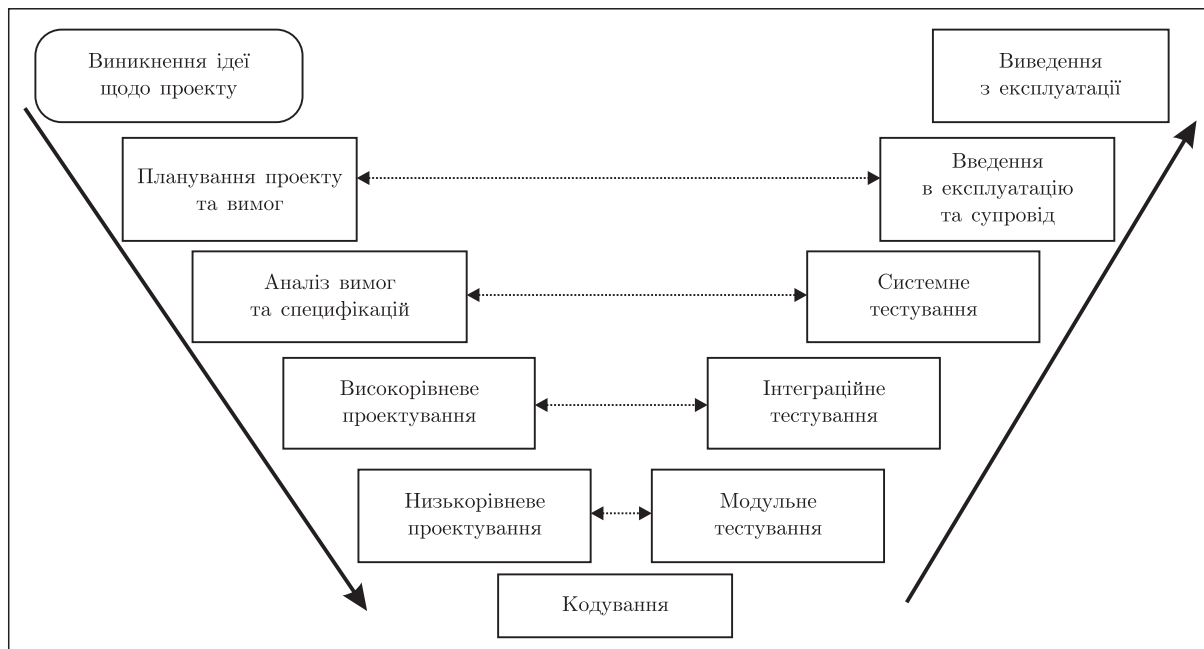 Виникнення ідеї
щодо проекту
Виведення
з експлуатації
Планування проекту
та вимог
Введення
в експлуатацію
та супровід
Аналіз вимог
та специфікацій
Системне
тестування
Високорівневе
проектування
Інтеграційне
тестування
Низькорівневе
проектування
Модульне
тестування
Кодування